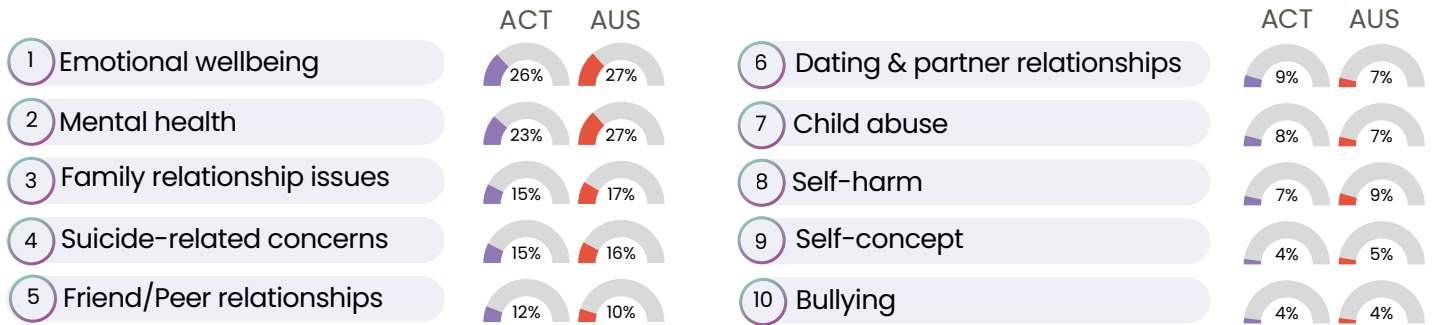 ACT AUS
1 Emotional wellbeing 26% 27%
2 Mental health 23% 27%
3 Family relationship issues 15% 17%
4 Suicide-related concerns 15% 16%
5 Friend/Peer relationships 12% 10%
ACT AUS
6 Dating & partner relationships 9% 7%
7 Child abuse 8% 7%
8 Self-harm 7% 9%
9 Self-concept 4% 5%
10 Bullying 4% 4%